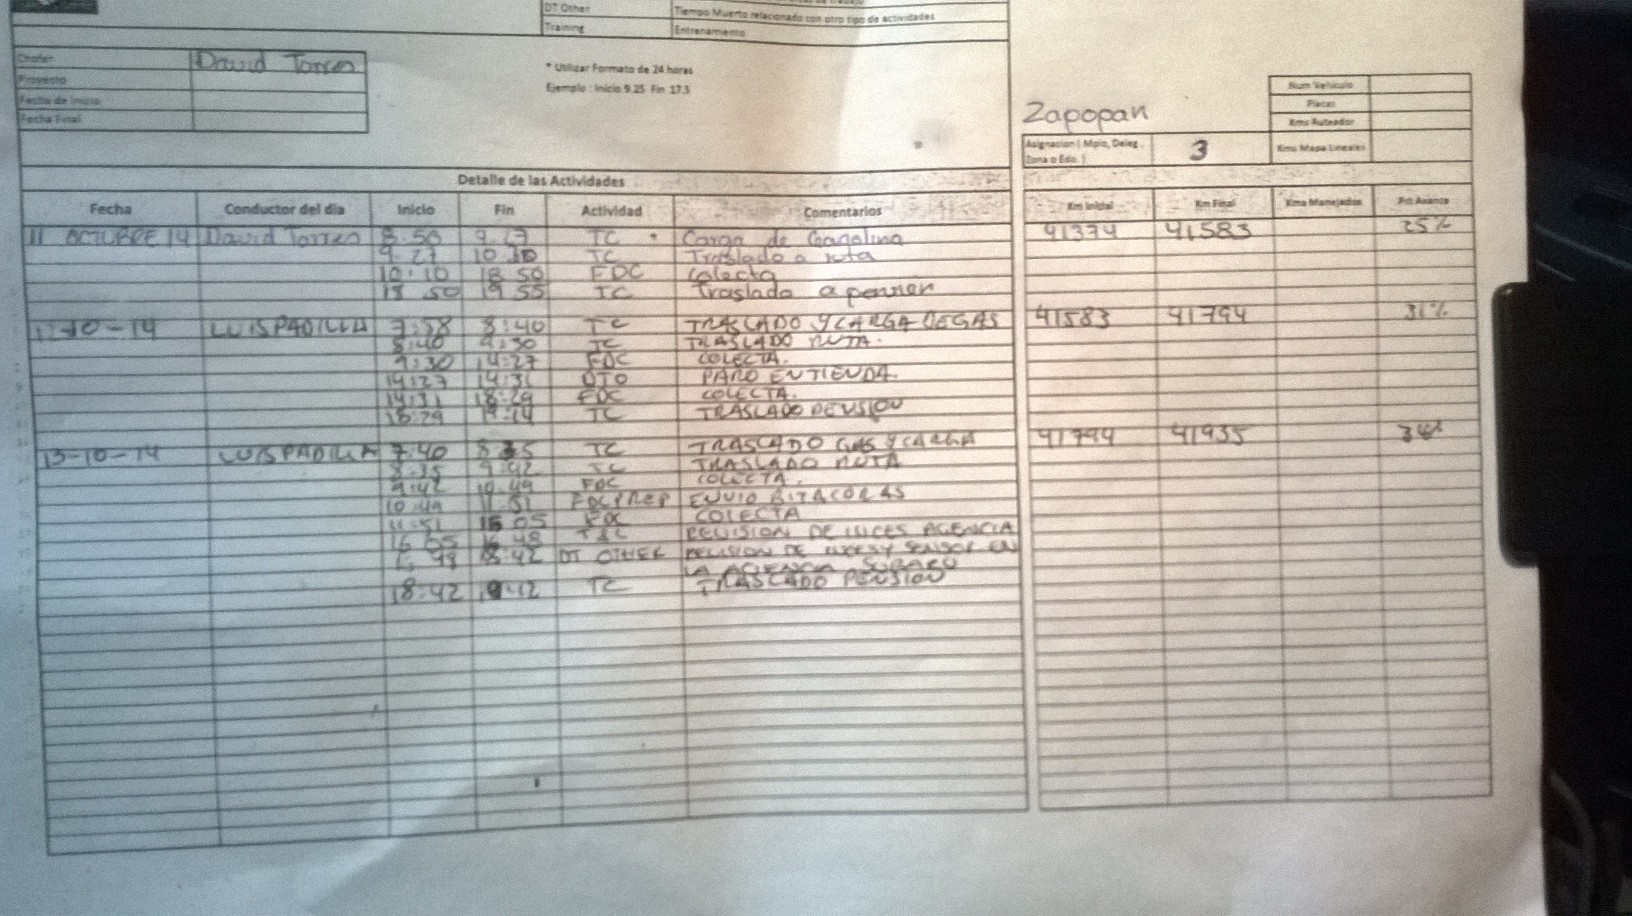 DT Other Tiempo Muerto relacionado con otro tipo de actividades
Training Entrenamiento
Chofer David Torres
Proyecto
Fecha de Inicio
Fecha Final
* Utilizar Formato de 24 horas
Ejemplo : Inicio 9.25 Fin 17.5
Zapopan
Asignacion ( Mpio, Deleg, Zona o Edo. ) 3
Num Vehiculo
Placas
Kms Ruteador
Kms Mapa Lineales
Detalle de las Actividades
Fecha Conductor del dia Inicio Fin Actividad Comentarios Km Inicial Km Final Kms Manejados Pct Avance
11 OCTUBRE 14 David Torres 8:50 9:27 TC Carga de Gasolina 41374 41583 25%
9:27 10:10 TC Traslado a ruta
10:10 18 50 FDC Colecta
18 50 19 55 TC Traslado a
12-10-14 LUIS PADILLA 7:58 8:40 TC TRASLADO Y CARGA DE GAS 41583 41794 31%
8:40 9:30 TC TRASLADO RUTA.
9:30 14:27 FDC COLECTA.
14:27 14:31 DTO PARO EN TIENDA.
14:31 18:29 FDC COLECTA.
18:29 19:14 TC TRASLADO PENSION
13-10-14 LUIS PADILLA 7:40 8:35 TC TRASLADO GAS Y CARGA 41794 41935 34%
8:35 9:42 TC TRASLADO RUTA
9:42 10:49 FDC COLECTA.
10:49 11:51 FDC PREP ENVIO BITACORAS
11:51 16 05 FDC COLECTA
16 05 16 48 REVISION DE LUCES AGENCIA
48 18:42 DT OTHER REVISION DE LUCES Y SENSOR EN
LA AGENCIA SUBARU
18:42 19:42 TC TRASLADO PENSION